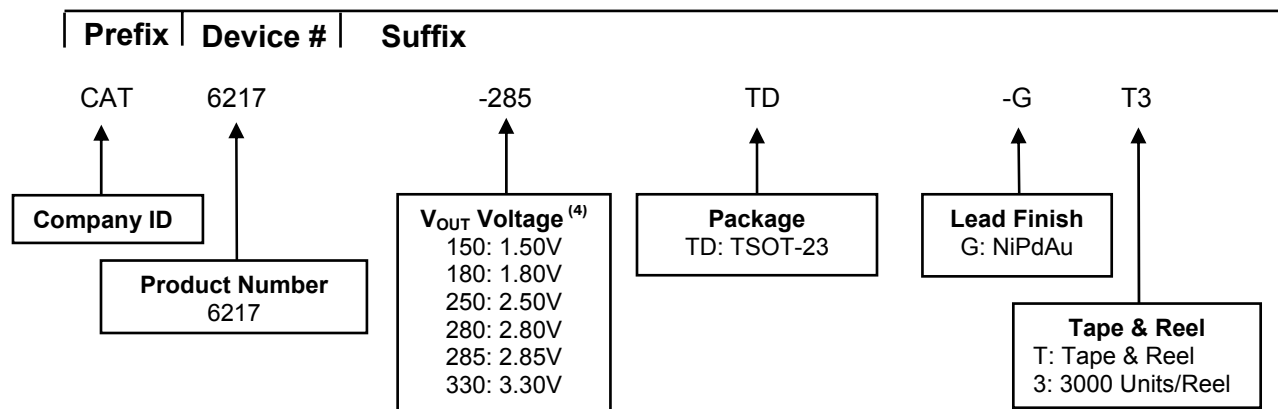 Prefix Device # Suffix
CAT 6217 -285 TD -G T3
Company ID
Product Number
6217
VOUT Voltage (4)
150: 1.50V
180: 1.80V
250: 2.50V
280: 2.80V
285: 2.85V
330: 3.30V
Package
TD: TSOT-23
Lead Finish
G: NiPdAu
Tape & Reel
T: Tape & Reel
3: 3000 Units/Reel